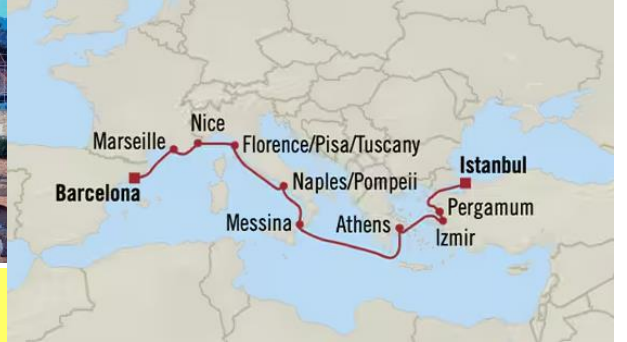 Nice
Marseille
Florence/Pisa/Tuscany
Barcelona
Naples/Pompeii
Istanbul
Messina
Athens
Pergamum
Izmir